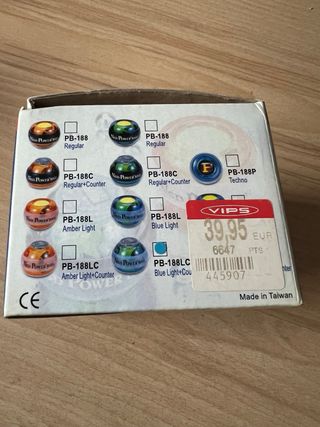 PB-188
Regular
PB-188
Regular
PB-188C
Regular+Counter
PB-188C
Regular+Counter
PB-188P
Techno
PB-188L
Amber Light
PB-188L
Blue Light
PB-188LC
Amber Light+Counter
PB-188LC
Blue Light+Count
VIPS
39,95 EUR
6647 PTS
445907
CE
Made in Taiwan
POWER